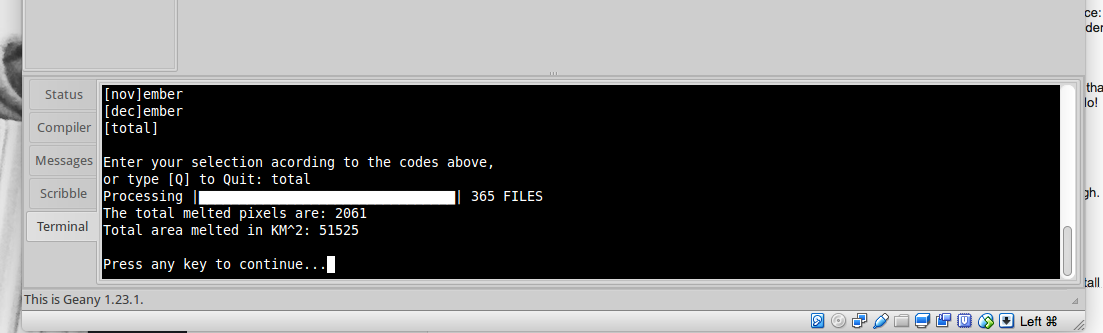 ce:
der
Status
[nov]ember
[dec]ember
tha
lo!
Compiler
[total]
Messages
Enter your selection acording to the codes above,
or type [Q] to Quit: total
Scribble
Processing | | 365 FILES
gh.
The total melted pixels are: 2061
Terminal
Total area melted in KM^2: 51525
Press any key to continue...
tall
This is Geany 1.23.1.
Left ⌘